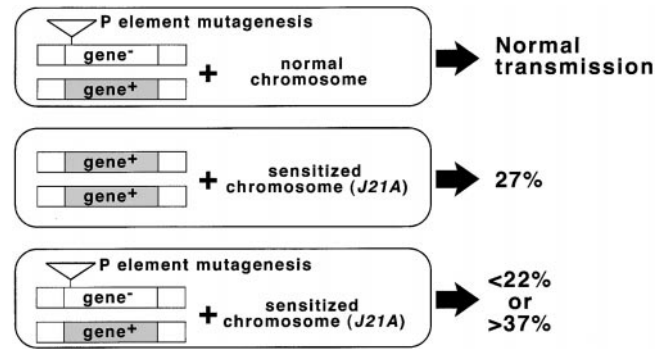 P element mutagenesis
gene-
gene+
+
normal
chromosome
Normal
transmission
gene+
gene+
+
sensitized
chromosome (J21A)
27%
P element mutagenesis
gene-
gene+
+
sensitized
chromosome (J21A)
<22%
or
>37%